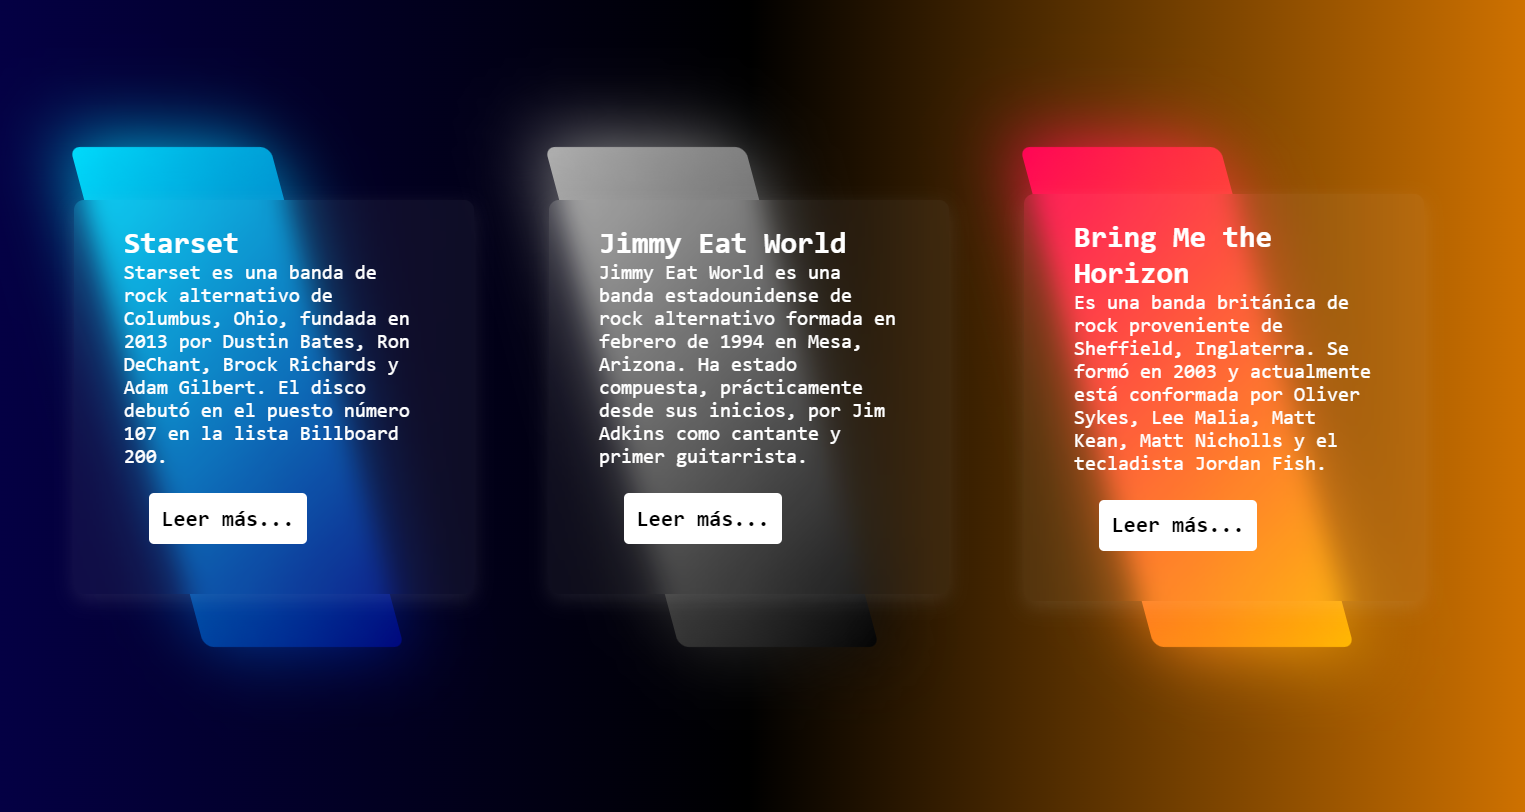 Starset
Starset es una banda de
rock alternativo de
Columbus, Ohio, fundada en
2013 por Dustin Bates, Ron
DeChant, Brock Richards y
Adam Gilbert. El disco
debutó en el puesto número
107 en la lista Billboard
200.
Leer más...
Jimmy Eat World
Jimmy Eat World es una
banda estadounidense de
rock alternativo formada en
febrero de 1994 en Mesa,
Arizona. Ha estado
compuesta, prácticamente
desde sus inicios, por Jim
Adkins como cantante y
primer guitarrista.
Leer más...
Bring Me the
Horizon
Es una banda británica de
rock proveniente de
Sheffield, Inglaterra. Se
formó en 2003 y actualmente
está conformada por Oliver
Sykes, Lee Malia, Matt
Kean, Matt Nicholls y el
tecladista Jordan Fish.
Leer más...